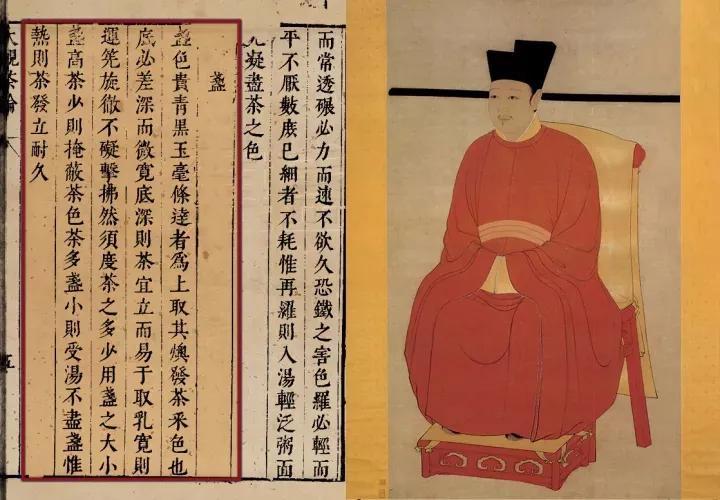 而常透碾必力而速不欲久恐鐵之害色羅必輕而
平不厭數庶巳細者不耗惟再羅則入湯輕泛粥面
凝盡茶之色
盞
盞色貴青黑玉毫條達者爲上取其燠發茶采色也
底必差深而微寬底深則茶宜立而易于取乳寬則
運筅旋徹不礙擊拂然須度茶之多少用盞之大小
盞高茶少則掩蔽茶色茶多盞小則受湯不盡盞惟
熱則茶發立耐久
大觀茶論
五